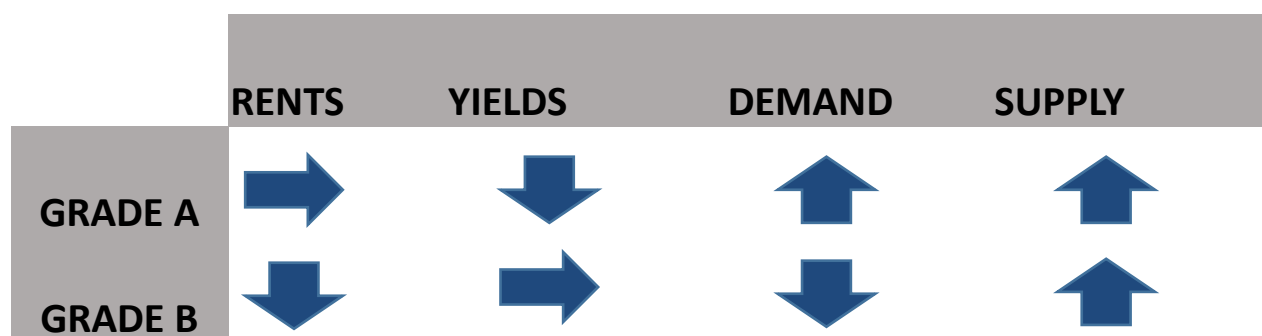 RENTS YIELDS DEMAND SUPPLY
GRADE A
GRADE B